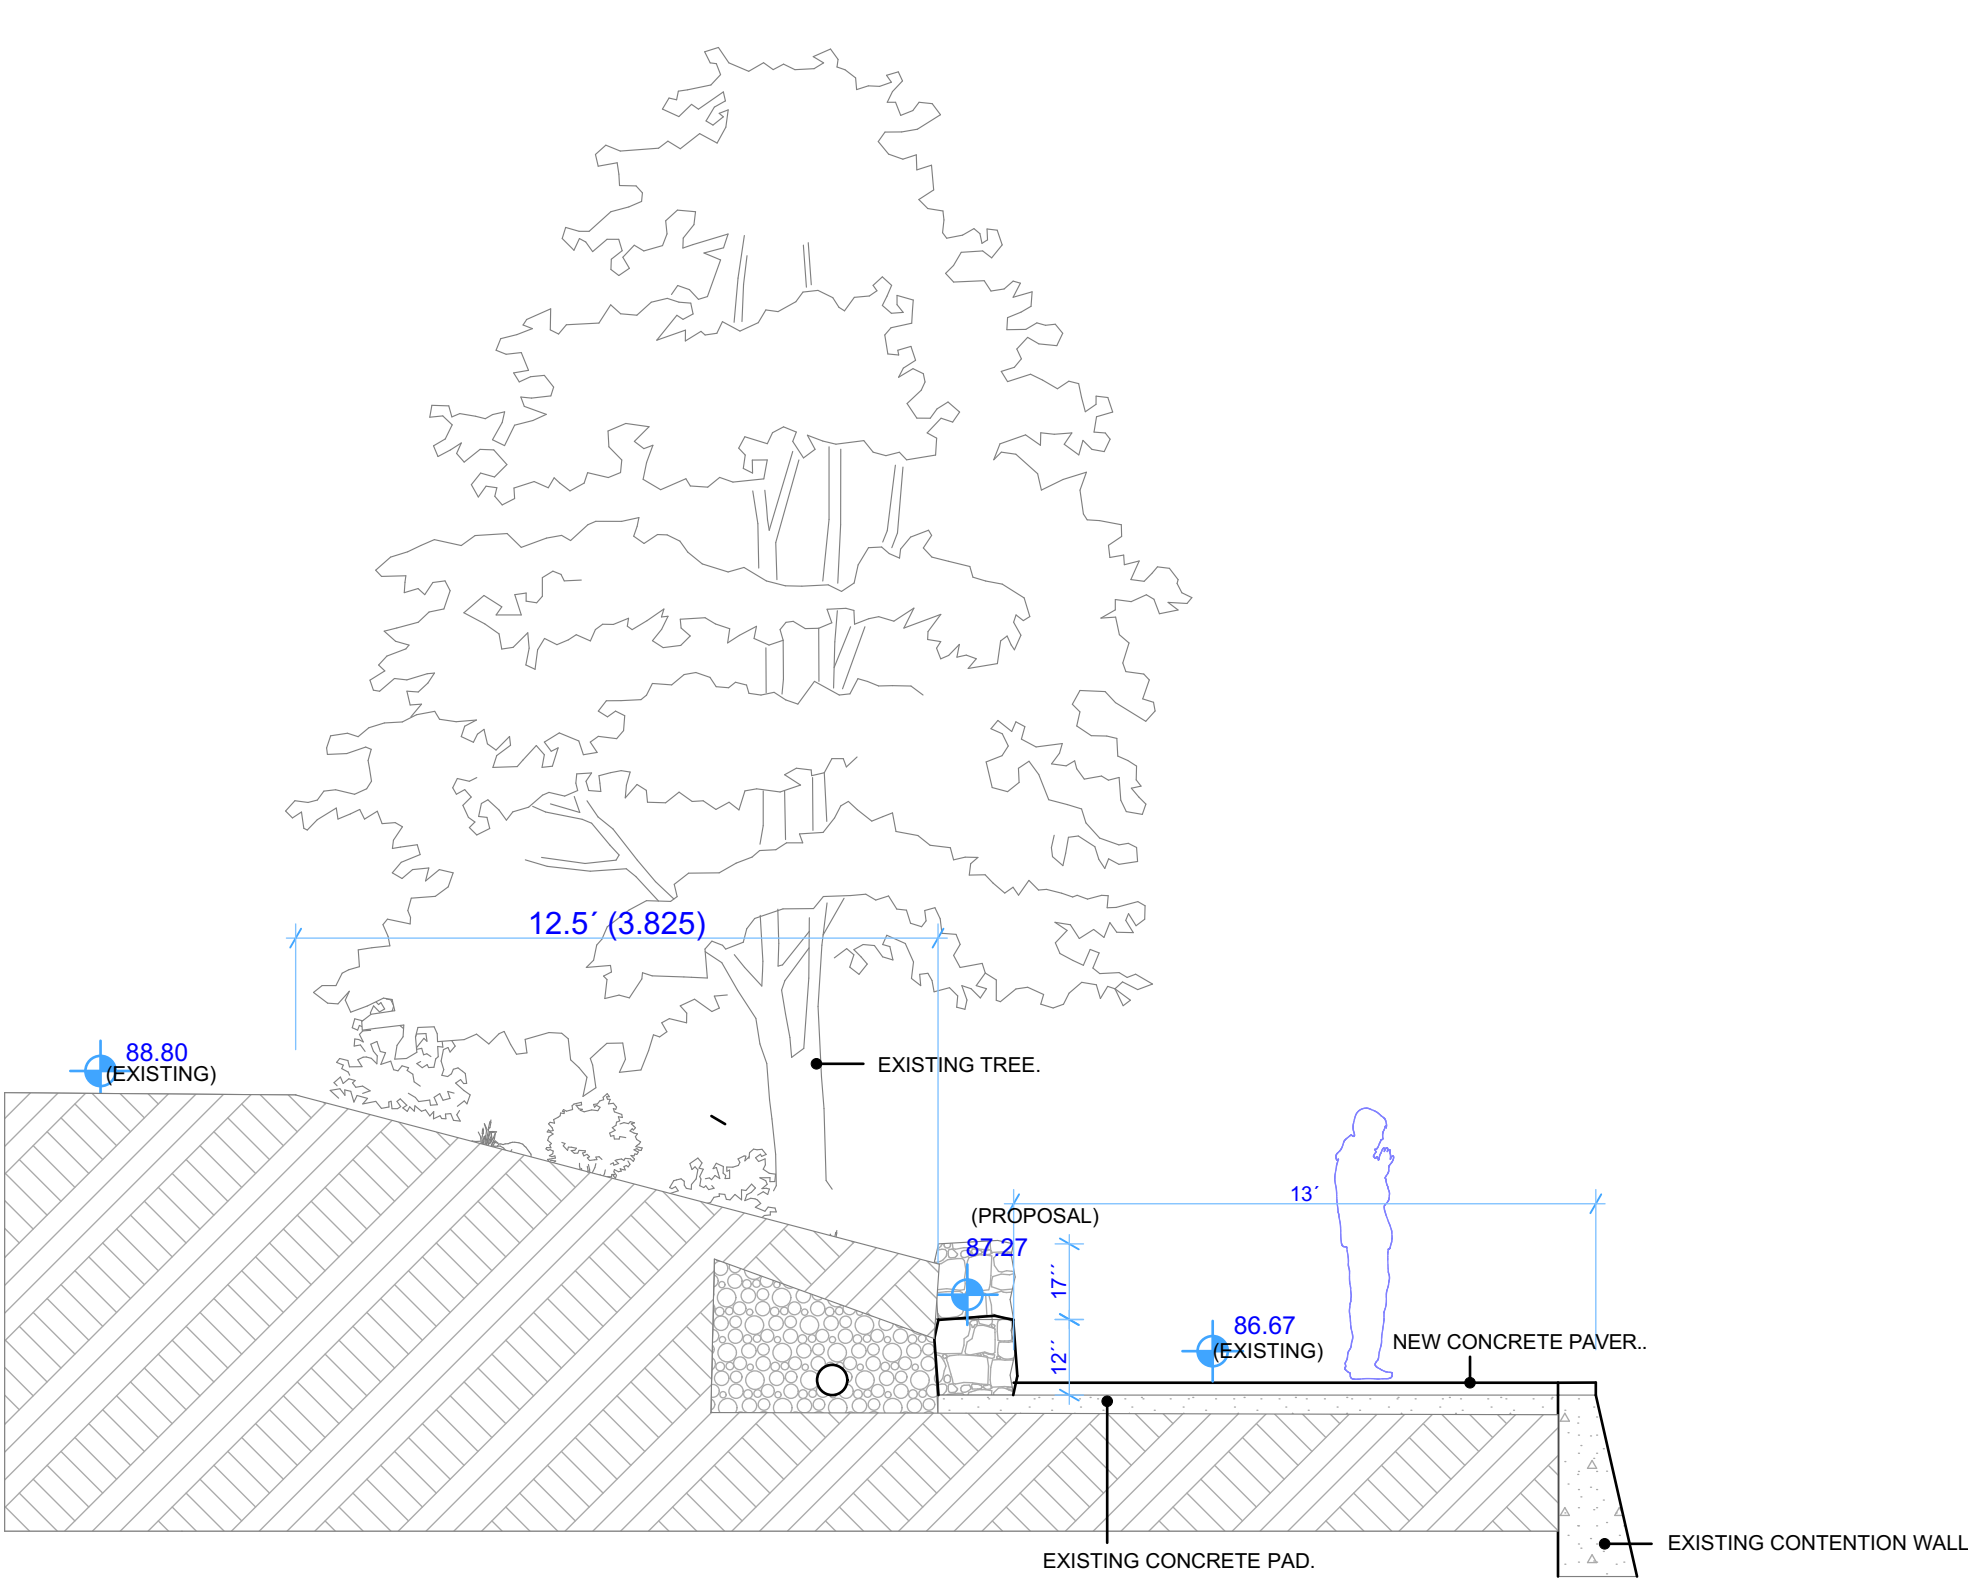 12.5´ (3.825)
88.80
(EXISTING)
EXISTING TREE.
13´
(PROPOSAL)
87.27
17´´
12´´
86.67
(EXISTING)
NEW CONCRETE PAVER..
EXISTING CONCRETE PAD.
EXISTING CONTENTION WALL